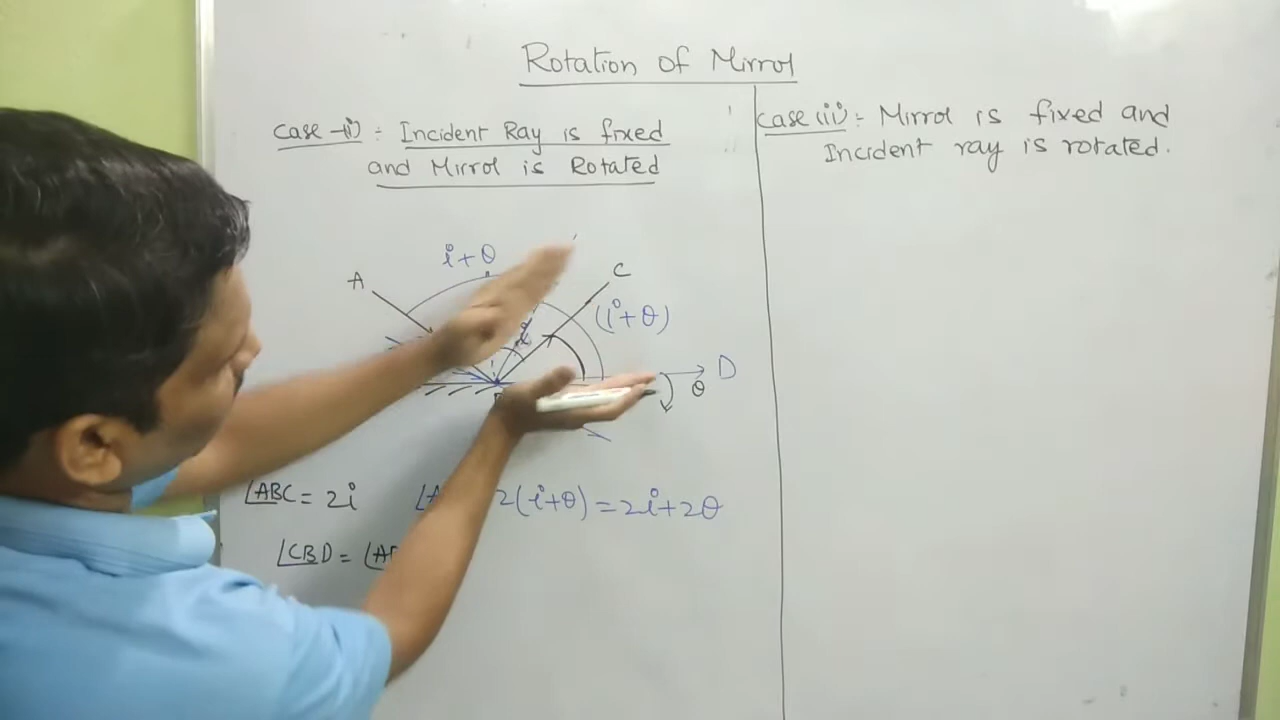 Rotation of Mirror
Case -(i) : Incident Ray is fixed
and Mirror is Rotated
i+θ
A
C
(i+θ)
D
θ
∠ABC = 2i
2(i+θ) = 2i+2θ
∠CBD =
Case (ii) : Mirror is fixed and
Incident ray is rotated.